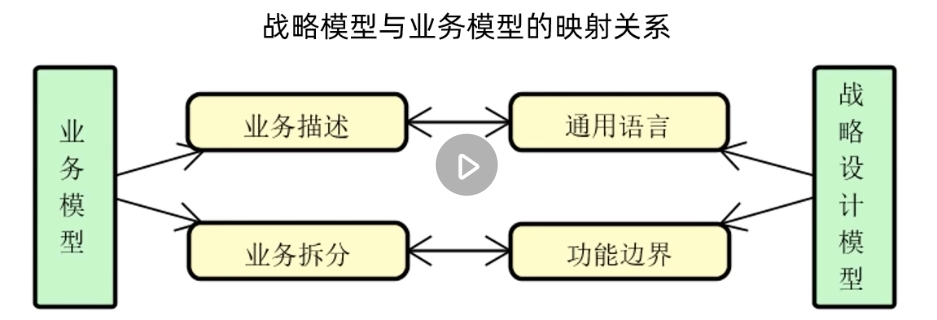 战略模型与业务模型的映射关系
业务模型
业务描述
通用语言
战略设计模型
业务拆分
功能边界